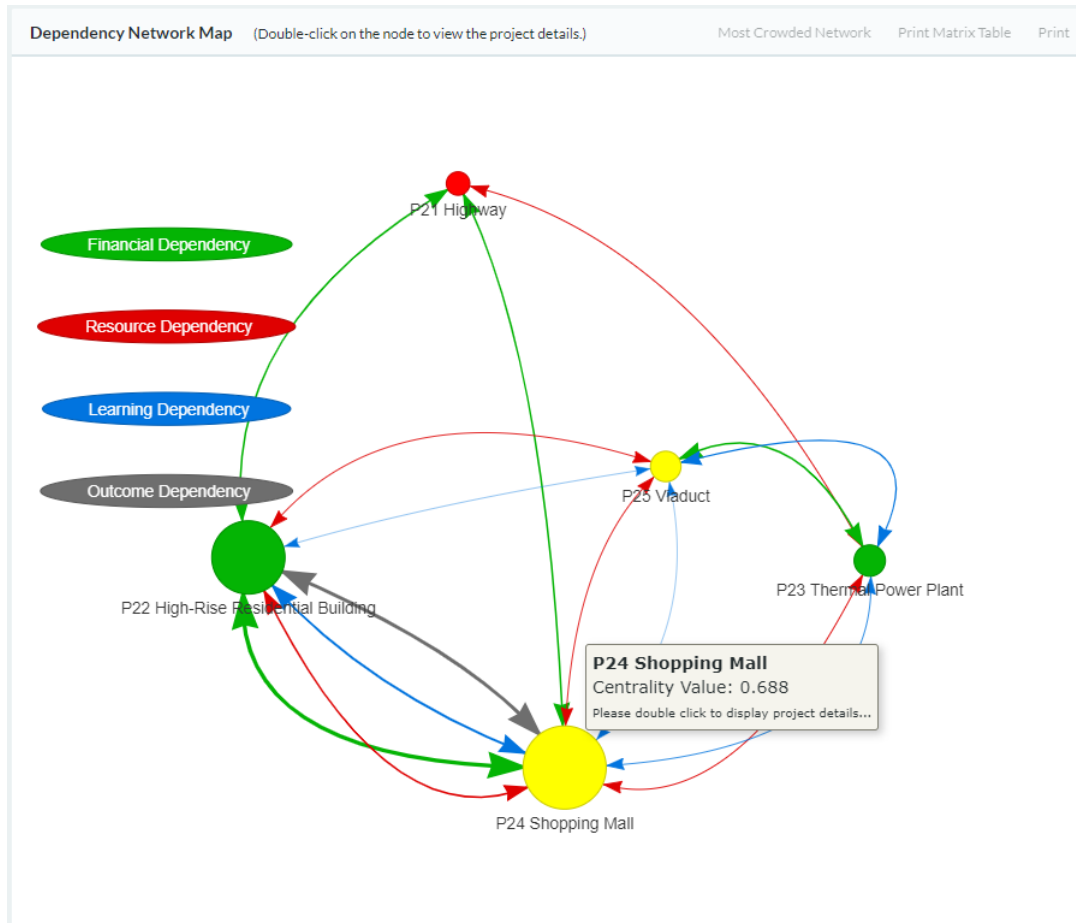 Dependency Network Map (Double-click on the node to view the project details.) Most Crowded Network Print Matrix Table Print
P21 Highway
Financial Dependency
Resource Dependency
Learning Dependency
Outcome Dependency
P25 Viaduct
P23 Thermal Power Plant
P22 High-Rise Residential Building
P24 Shopping Mall
Centrality Value: 0.688
Please double click to display project details...
P24 Shopping Mall